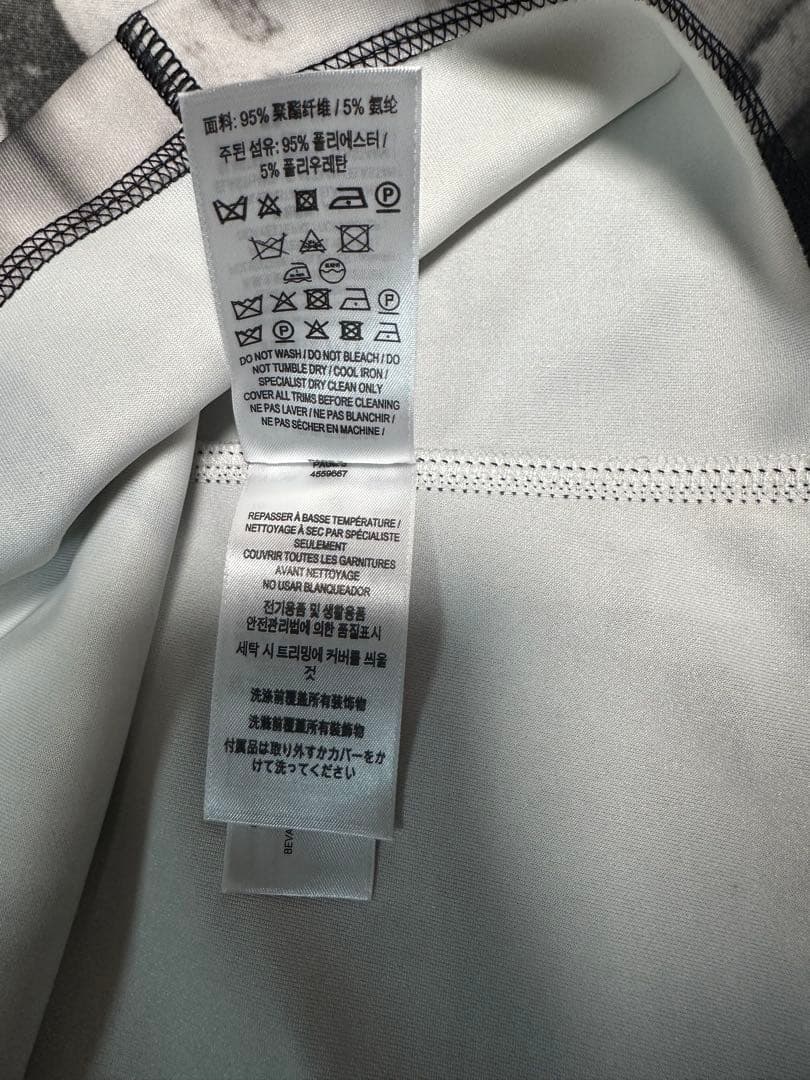 面料: 95% 聚酯纤维 / 5% 氨纶
주된 섬유: 95% 폴리에스터 /
5% 폴리우레탄
P
P
P
DO NOT WASH / DO NOT BLEACH / DO
NOT TUMBLE DRY / COOL IRON /
SPECIALIST DRY CLEAN ONLY
COVER ALL TRIMS BEFORE CLEANING
NE PAS LAVER / NE PAS BLANCHIR /
NE PAS SÉCHER EN MACHINE /
4559667
REPASSER À BASSE TEMPÉRATURE /
NETTOYAGE À SEC PAR SPÉCIALISTE
SEULEMENT
COUVRIR TOUTES LES GARNITURES
AVANT NETTOYAGE
NO USAR BLANQUEADOR
전기용품 및 생활용품
안전관리법에 의한 품질표시
세탁 시 트리밍에 커버를 씌울
것
洗涤前覆盖所有装饰物
洗滌前覆蓋所有裝飾物
付属品は取り外すかカバーをか
けて洗ってください
BEVA